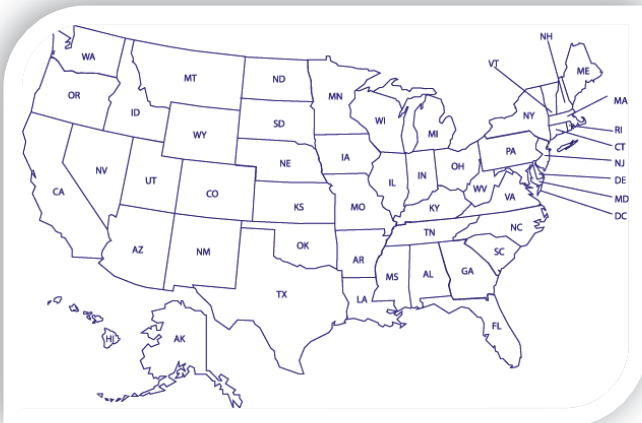 NH
VT
ME
WA
MT
ND
MN
OR
ID
WI
NY
MA
SD
MI
RI
WY
CT
PA
IA
NE
OH
NJ
NV
UT
IL
IN
DE
CO
WV
CA
VA
MD
KS
MO
KY
DC
NC
TN
OK
AZ
NM
SC
AR
GA
MS
AL
TX
LA
FL
HI
AK